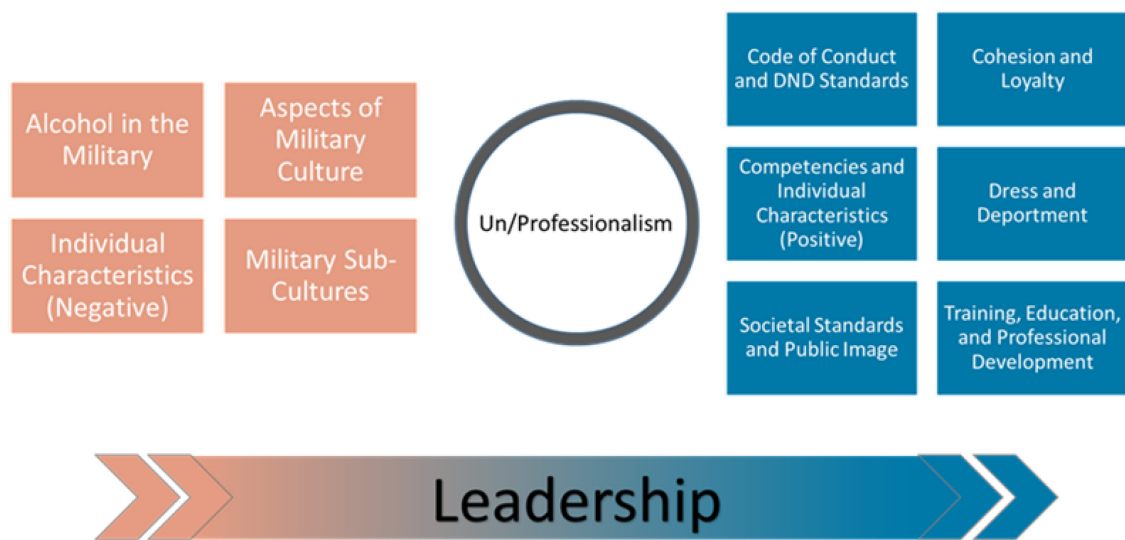 Alcohol in the
Military
Aspects of
Military
Culture
Individual
Characteristics
(Negative)
Military Sub-
Cultures
Un/Professionalism
Code of Conduct
and DND Standards
Cohesion and
Loyalty
Competencies and
Individual
Characteristics
(Positive)
Dress and
Deportment
Societal Standards
and Public Image
Training, Education,
and Professional
Development
Leadership